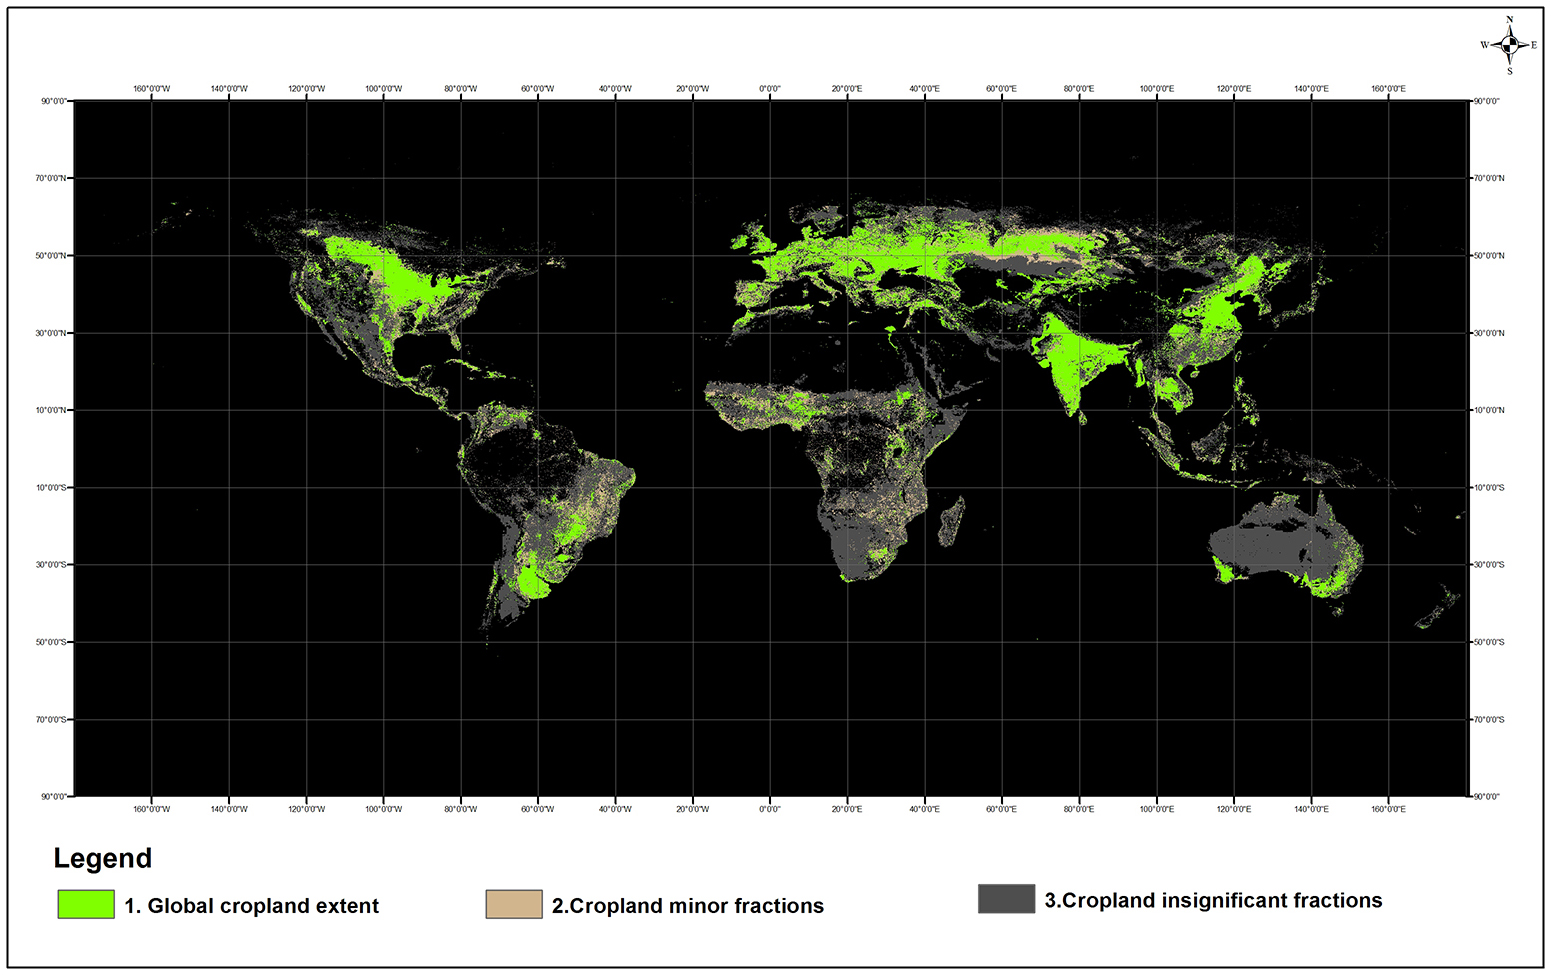 N
W E
S
160°0'0"W 140°0'0"W 120°0'0"W 100°0'0"W 80°0'0"W 60°0'0"W 40°0'0"W 20°0'0"W 0°0'0" 20°0'0"E 40°0'0"E 60°0'0"E 80°0'0"E 100°0'0"E 120°0'0"E 140°0'0"E 160°0'0"E
90°0'0" 90°0'0"
70°0'0"N 70°0'0"N
50°0'0"N 50°0'0"N
30°0'0"N 30°0'0"N
10°0'0"N 10°0'0"N
10°0'0"S 10°0'0"S
30°0'0"S 30°0'0"S
50°0'0"S 50°0'0"S
70°0'0"S 70°0'0"S
90°0'0" 90°0'0"
160°0'0"W 140°0'0"W 120°0'0"W 100°0'0"W 80°0'0"W 60°0'0"W 40°0'0"W 20°0'0"W 0°0'0" 20°0'0"E 40°0'0"E 60°0'0"E 80°0'0"E 100°0'0"E 120°0'0"E 140°0'0"E 160°0'0"E
Legend
1. Global cropland extent 2.Cropland minor fractions 3.Cropland insignificant fractions